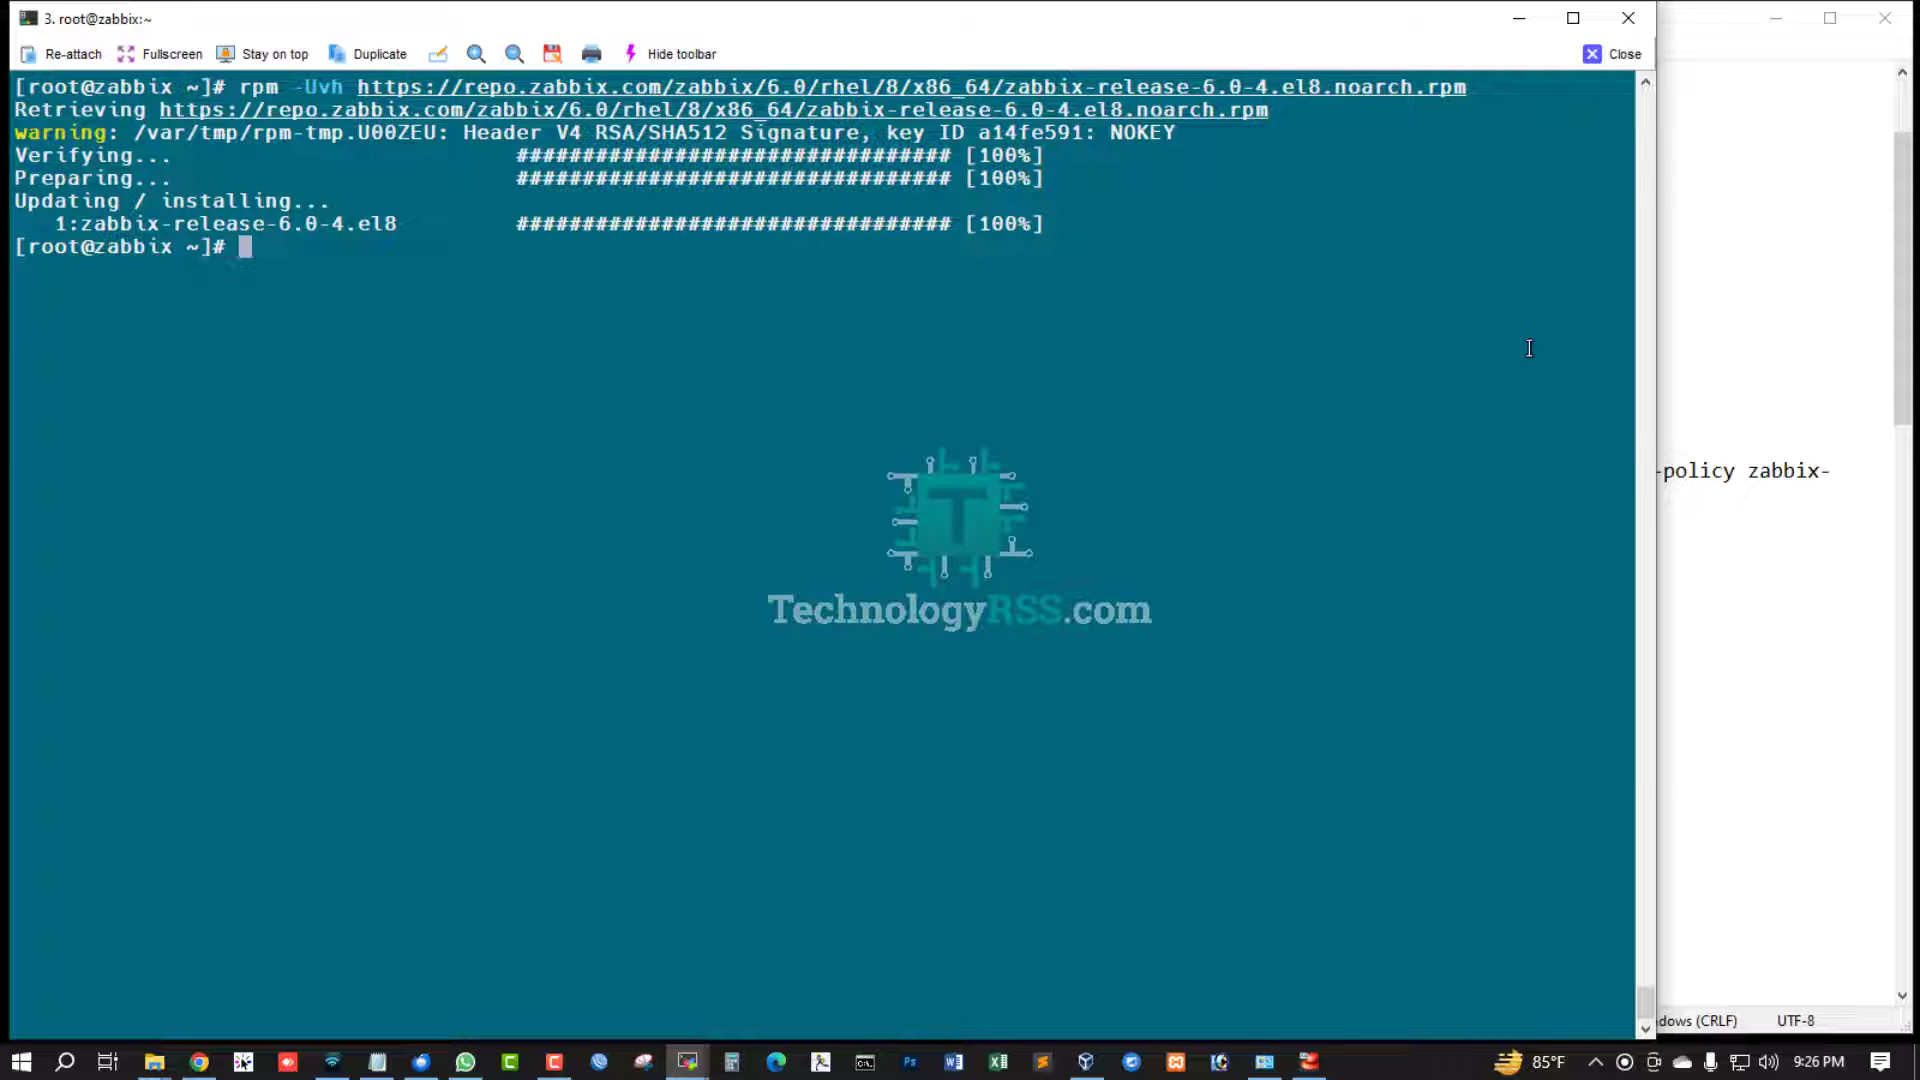 3. root@zabbix:~
Re-attach Fullscreen Stay on top Duplicate Hide toolbar Close
[root@zabbix ~]# rpm -Uvh https://repo.zabbix.com/zabbix/6.0/rhel/8/x86_64/zabbix-release-6.0-4.el8.noarch.rpm
Retrieving https://repo.zabbix.com/zabbix/6.0/rhel/8/x86_64/zabbix-release-6.0-4.el8.noarch.rpm
warning: /var/tmp/rpm-tmp.U00ZEU: Header V4 RSA/SHA512 Signature, key ID a14fe591: NOKEY
Verifying... ################################# [100%]
Preparing... ################################# [100%]
Updating / installing...
1:zabbix-release-6.0-4.el8 ################################# [100%]
[root@zabbix ~]#
-policy zabbix-
T
TechnologyRSS.com
dows (CRLF) UTF-8
85°F 9:26 PM